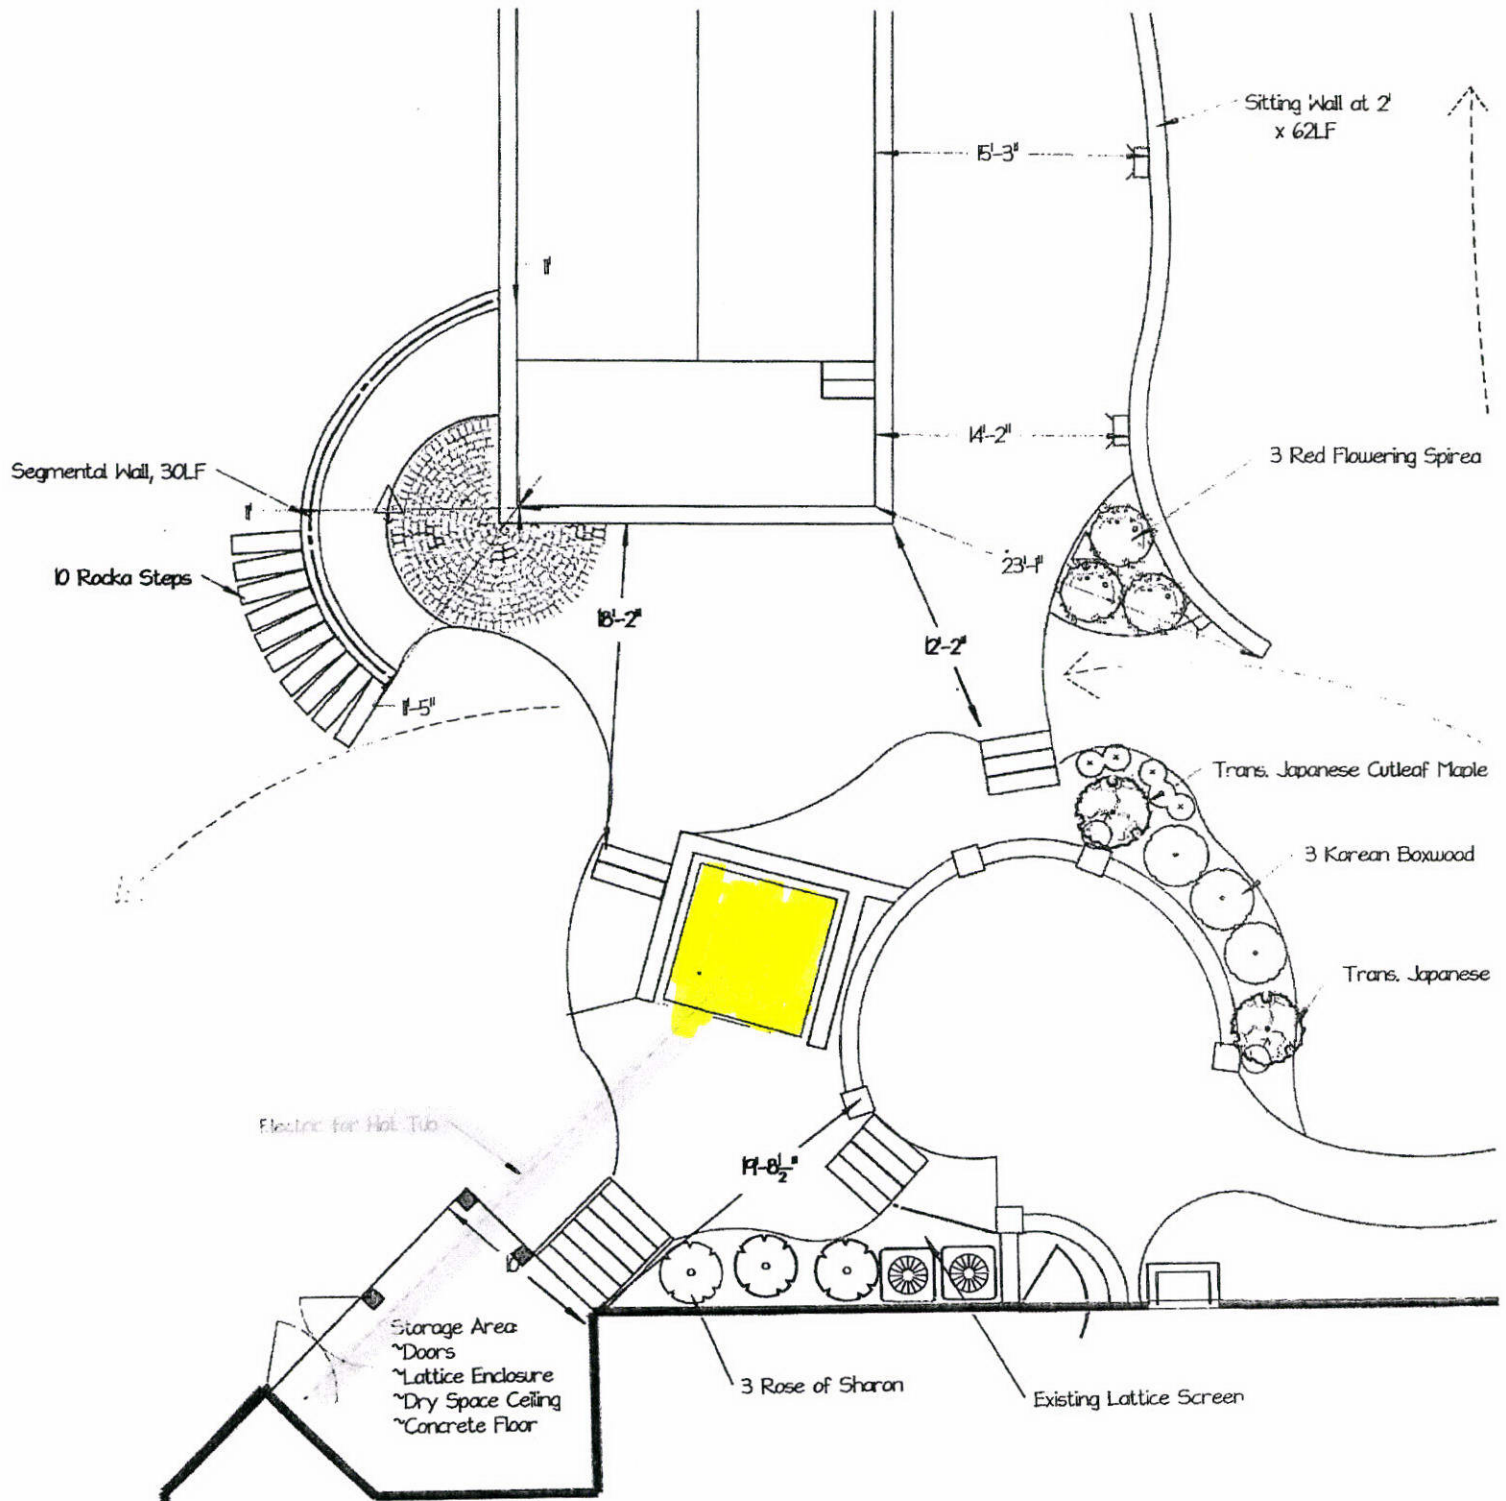 Sitting Wall at 2'
x 62LF
15'-3"
1'
14'-2"
3 Red Flowering Spirea
Segmental Wall, 30LF
1'
10 Rocka Steps
23'-1"
18'-2"
12'-2"
1'-5"
Trans. Japanese Cutleaf Maple
3 Korean Boxwood
Trans. Japanese
Electric for Hot Tub
19'-8½"
Storage Area:
~Doors
~Lattice Enclosure
~Dry Space Ceiling
~Concrete Floor
3 Rose of Sharon
Existing Lattice Screen